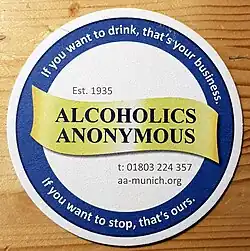 If you want to drink, that's your business.
Est. 1935
ALCOHOLICS
ANONYMOUS
t: 01803 224 357
aa-munich.org
If you want to stop, that's ours.